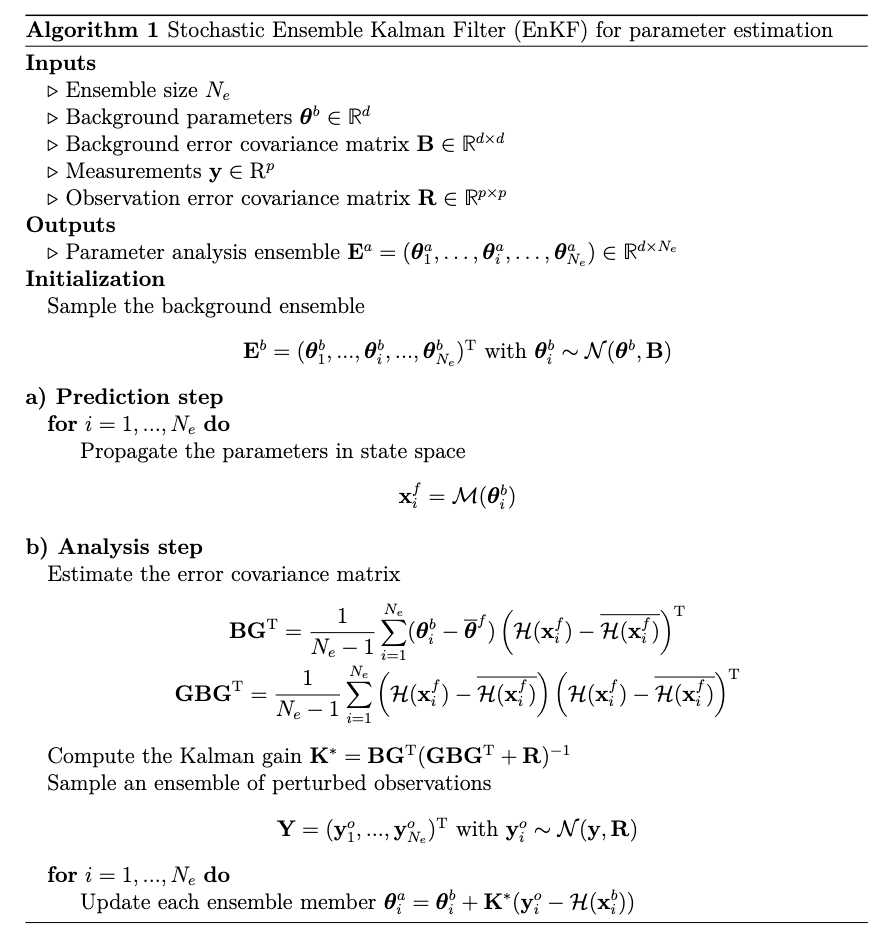 Algorithm 1 Stochastic Ensemble Kalman Filter (EnKF) for parameter estimation
Inputs
▷ Ensemble size $N_e$
▷ Background parameters $\boldsymbol{\theta}^b \in \mathbb{R}^d$
▷ Background error covariance matrix $\mathbf{B} \in \mathbb{R}^{d \times d}$
▷ Measurements $\mathbf{y} \in \mathrm{R}^p$
▷ Observation error covariance matrix $\mathbf{R} \in \mathbb{R}^{p \times p}$
Outputs
▷ Parameter analysis ensemble $\mathbf{E}^a = (\boldsymbol{\theta}_1^a, \ldots, \boldsymbol{\theta}_i^a, \ldots, \boldsymbol{\theta}_{N_e}^a) \in \mathbb{R}^{d \times N_e}$
Initialization
Sample the background ensemble
$\mathbf{E}^b = (\boldsymbol{\theta}_1^b, ..., \boldsymbol{\theta}_i^b, ..., \boldsymbol{\theta}_{N_e}^b)^{\mathrm{T}}$ with $\boldsymbol{\theta}_i^b \sim \mathcal{N}(\boldsymbol{\theta}^b, \mathbf{B})$
a) Prediction step
for $i = 1, ..., N_e$ do
Propagate the parameters in state space
$\mathbf{x}_i^f = \mathcal{M}(\boldsymbol{\theta}_i^b)$
b) Analysis step
Estimate the error covariance matrix
$\mathbf{BG}^{\mathrm{T}} = \frac{1}{N_e - 1} \sum_{i=1}^{N_e} (\boldsymbol{\theta}_i^b - \overline{\boldsymbol{\theta}}^f) \left( \mathcal{H}(\mathbf{x}_i^f) - \overline{\mathcal{H}(\mathbf{x}_i^f)} \right)^{\mathrm{T}}$
$\mathbf{GBG}^{\mathrm{T}} = \frac{1}{N_e - 1} \sum_{i=1}^{N_e} \left( \mathcal{H}(\mathbf{x}_i^f) - \overline{\mathcal{H}(\mathbf{x}_i^f)} \right) \left( \mathcal{H}(\mathbf{x}_i^f) - \overline{\mathcal{H}(\mathbf{x}_i^f)} \right)^{\mathrm{T}}$
Compute the Kalman gain $\mathbf{K}^* = \mathbf{BG}^{\mathrm{T}}(\mathbf{GBG}^{\mathrm{T}} + \mathbf{R})^{-1}$
Sample an ensemble of perturbed observations
$\mathbf{Y} = (\mathbf{y}_1^o, ..., \mathbf{y}_{N_e}^o)^{\mathrm{T}}$ with $\mathbf{y}_i^o \sim \mathcal{N}(\mathbf{y}, \mathbf{R})$
for $i = 1, ..., N_e$ do
Update each ensemble member $\boldsymbol{\theta}_i^a = \boldsymbol{\theta}_i^b + \mathbf{K}^*(\mathbf{y}_i^o - \mathcal{H}(\mathbf{x}_i^b))$